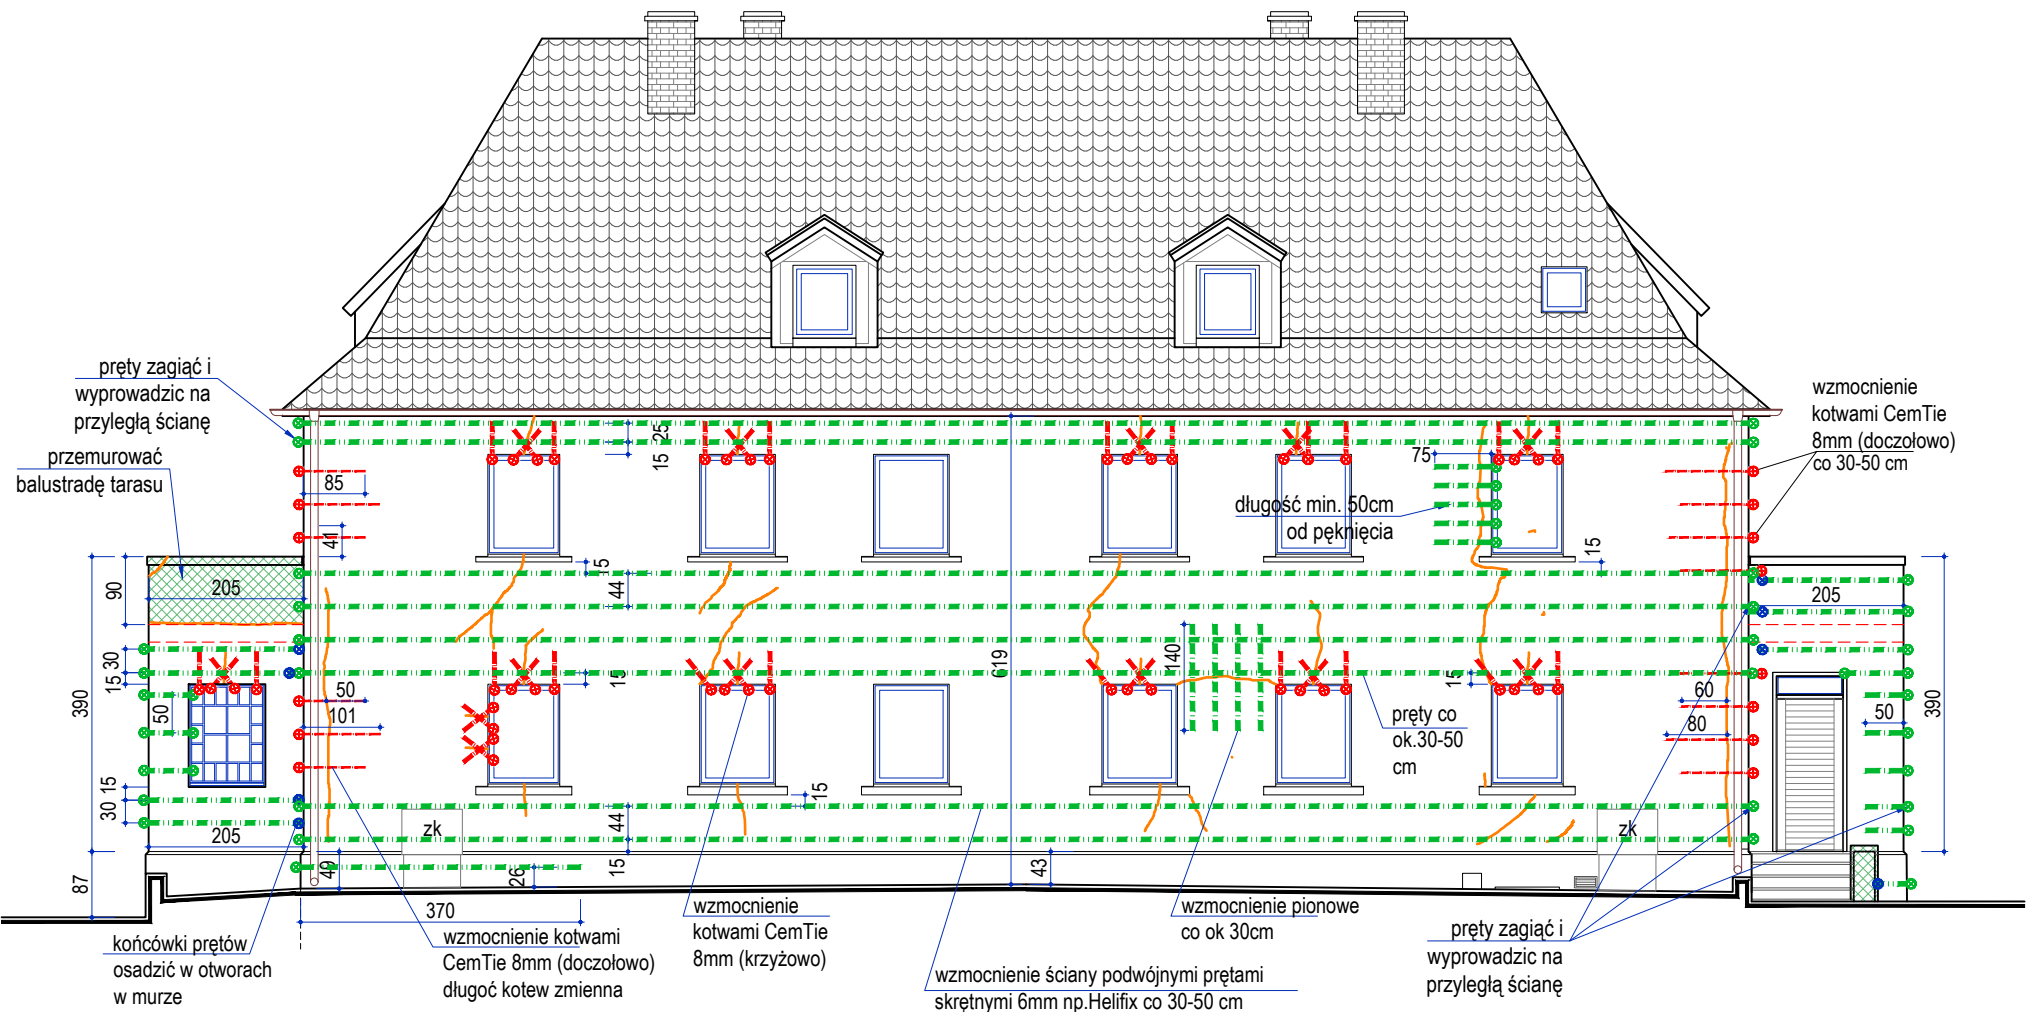 pręty zagiąć i
wyprowadzic na
przyległą ścianę
przemurować
balustradę tarasu
wzmocnienie
kotwami CemTie
8mm (doczołowo)
co 30-50 cm
25
15
75
85
długość min. 50cm
od pęknięcia
41
15
15
44
90
205
205
619
140
30
15
15
15
390
50
50
101
pręty co
ok.30-50
cm
60
80
50
390
15
30
15
44
205
zk
zk
49
26
15
43
87
370
końcówki prętów
osadzić w otworach
w murze
wzmocnienie kotwami
CemTie 8mm (doczołowo)
długoć kotew zmienna
wzmocnienie
kotwami CemTie
8mm (krzyżowo)
wzmocnienie ściany podwójnymi prętami
skrętnymi 6mm np.Helifix co 30-50 cm
wzmocnienie pionowe
co ok 30cm
pręty zagiąć i
wyprowadzic na
przyległą ścianę